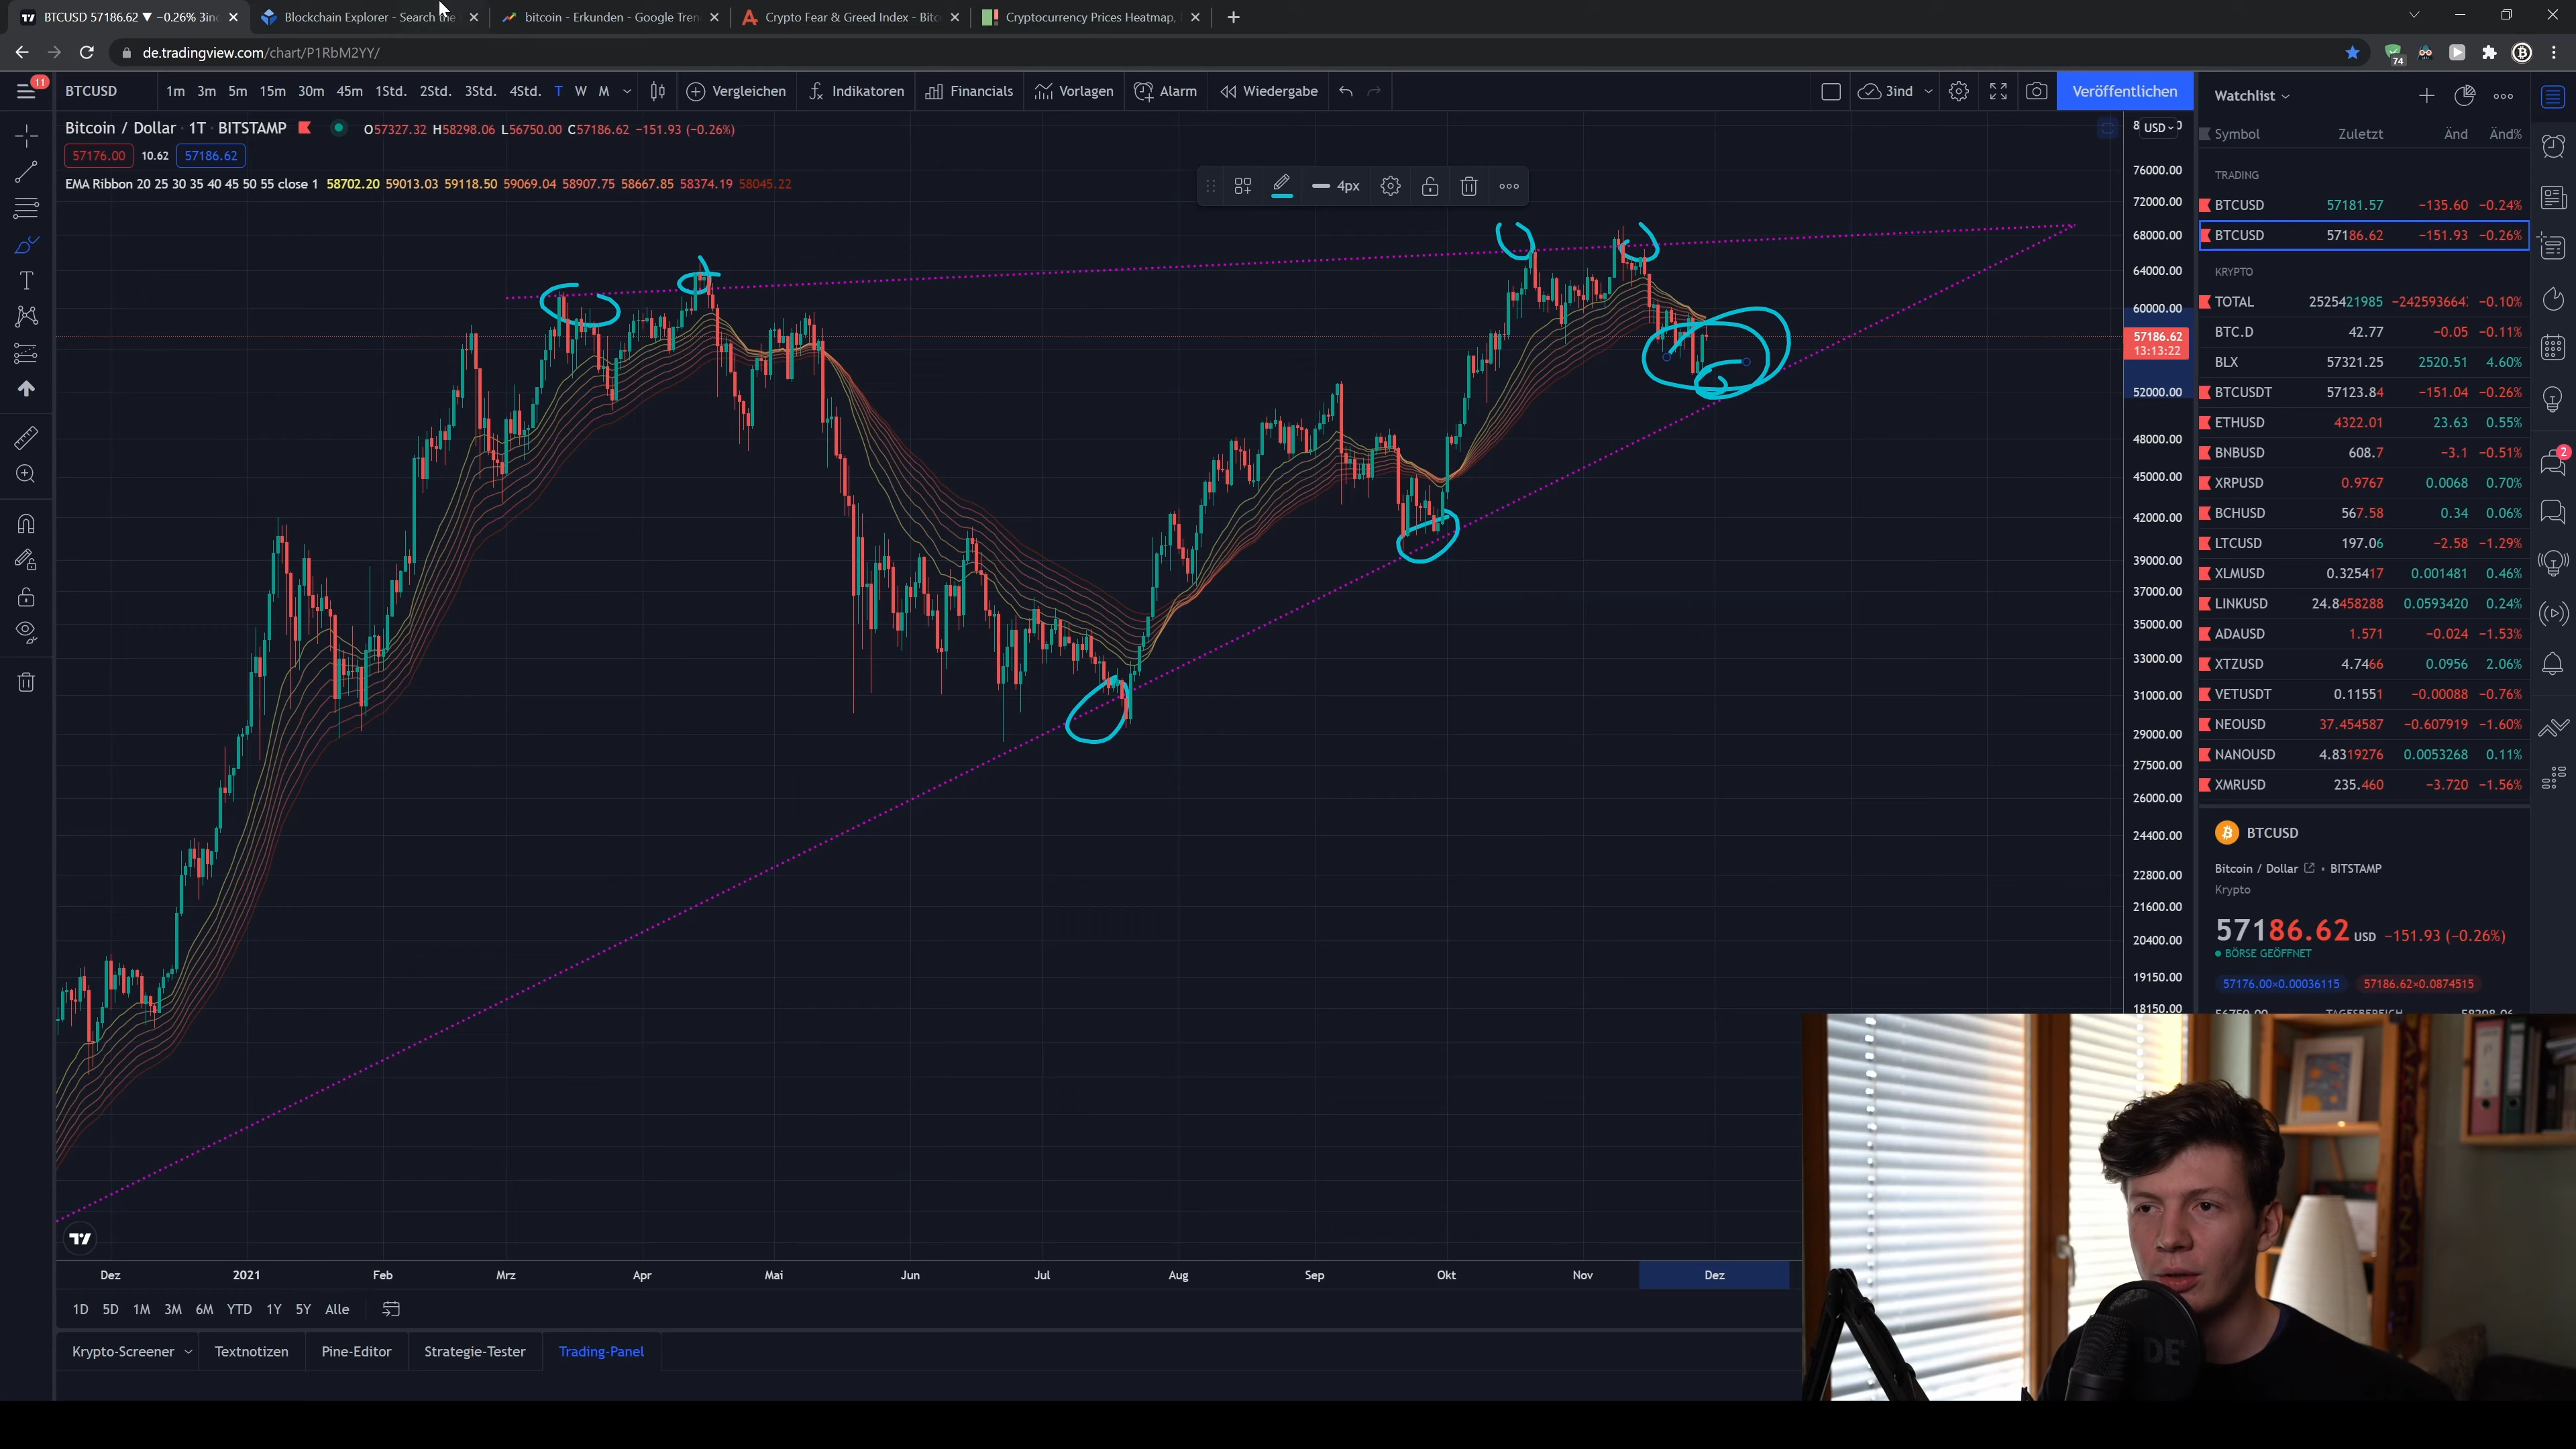 BTCUSD 57186.62 ▼ −0.26% 3ind
Blockchain Explorer - Search the
bitcoin - Erkunden - Google Tren
Crypto Fear & Greed Index - Bitc
Cryptocurrency Prices Heatmap,
de.tradingview.com/chart/P1RbM2YY/
74
11
BTCUSD
1m 3m 5m 15m 30m 45m 1Std. 2Std. 3Std. 4Std. T W M
Vergleichen
Indikatoren
Financials
Vorlagen
Alarm
Wiedergabe
3ind
Veröffentlichen
Bitcoin / Dollar · 1T · BITSTAMP
O57327.32 H58298.06 L56750.00 C57186.62 −151.93 (−0.26%)
57176.00 10.62 57186.62
EMA Ribbon 20 25 30 35 40 45 50 55 close 1 58702.20 59013.03 59118.50 59069.04 58907.75 58667.85 58374.19 58045.22
4px
USD
76000.00
72000.00
68000.00
64000.00
60000.00
57186.62
13:13:22
52000.00
48000.00
45000.00
42000.00
39000.00
37000.00
35000.00
33000.00
31000.00
29000.00
27500.00
26000.00
24400.00
22800.00
21600.00
20400.00
19150.00
18150.00
Dez 2021 Feb Mrz Apr Mai Jun Jul Aug Sep Okt Nov Dez
1D 5D 1M 3M 6M YTD 1Y 5Y Alle
Krypto-Screener Textnotizen Pine-Editor Strategie-Tester Trading-Panel
Watchlist
Symbol Zuletzt Änd Änd%
TRADING
BTCUSD 57181.57 −135.60 −0.24%
BTCUSD 57186.62 −151.93 −0.26%
KRYPTO
TOTAL 2525421985 −242593664 −0.10%
BTC.D 42.77 −0.05 −0.11%
BLX 57321.25 2520.51 4.60%
BTCUSDT 57123.84 −151.04 −0.26%
ETHUSD 4322.01 23.63 0.55%
BNBUSD 608.7 −3.1 −0.51%
XRPUSD 0.9767 0.0068 0.70%
BCHUSD 567.58 0.34 0.06%
LTCUSD 197.06 −2.58 −1.29%
XLMUSD 0.325417 0.001481 0.46%
LINKUSD 24.8458288 0.0593420 0.24%
ADAUSD 1.571 −0.024 −1.53%
XTZUSD 4.7466 0.0956 2.06%
VETUSDT 0.11551 −0.00088 −0.76%
NEOUSD 37.454587 −0.607919 −1.60%
NANOUSD 4.8319276 0.0053268 0.11%
XMRUSD 235.460 −3.720 −1.56%
2
BTCUSD
Bitcoin / Dollar • BITSTAMP
Krypto
57186.62 USD −151.93 (−0.26%)
BÖRSE GEÖFFNET
57176.00×0.00036115 57186.62×0.0874515
56750.00 TAGESBEREICH 58298.06